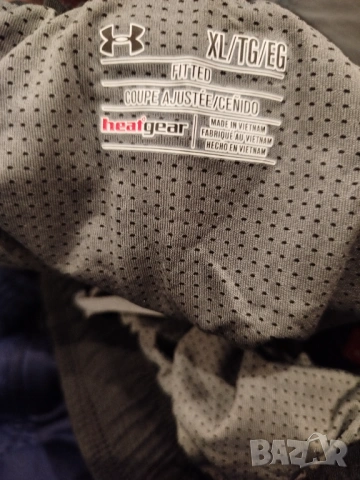 XL/TG/EG
FITTED
COUPE AJUSTÉE/CEÑIDO
heatgear
MADE IN VIETNAM
FABRIQUÉ AU VIETNAM
HECHO EN VIETNAM
BAZAR